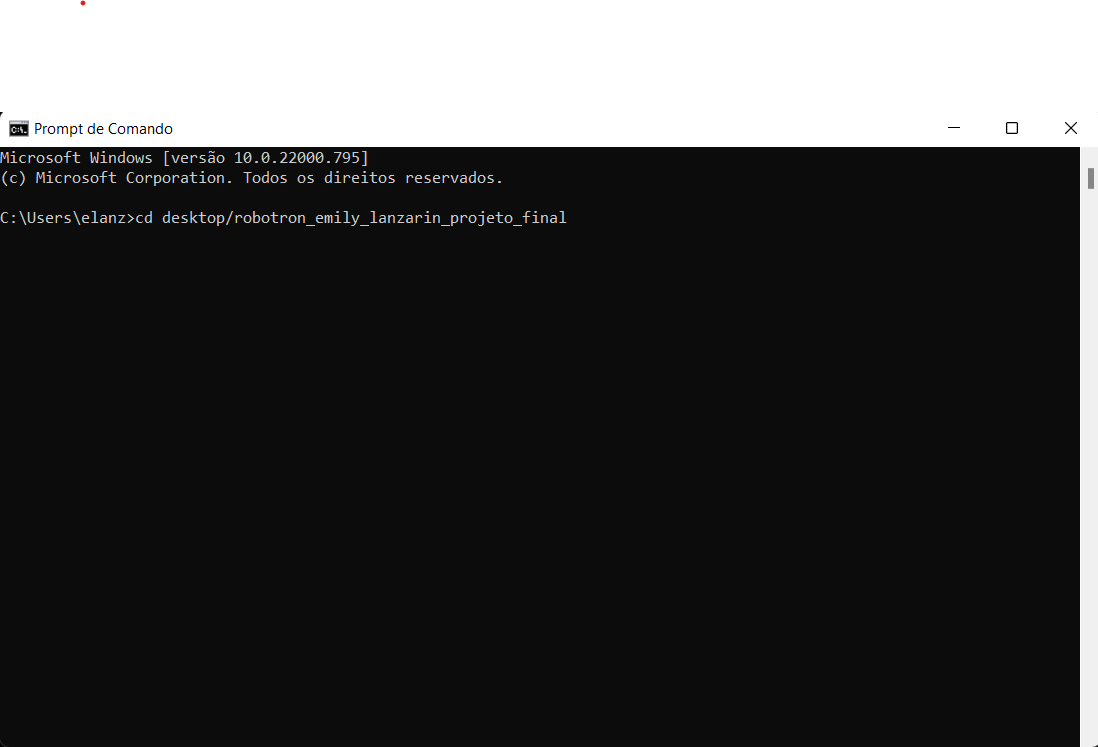 Prompt de Comando
Microsoft Windows [versão 10.0.22000.795]
(c) Microsoft Corporation. Todos os direitos reservados.
C:\Users\elanz>cd desktop/robotron_emily_lanzarin_projeto_final